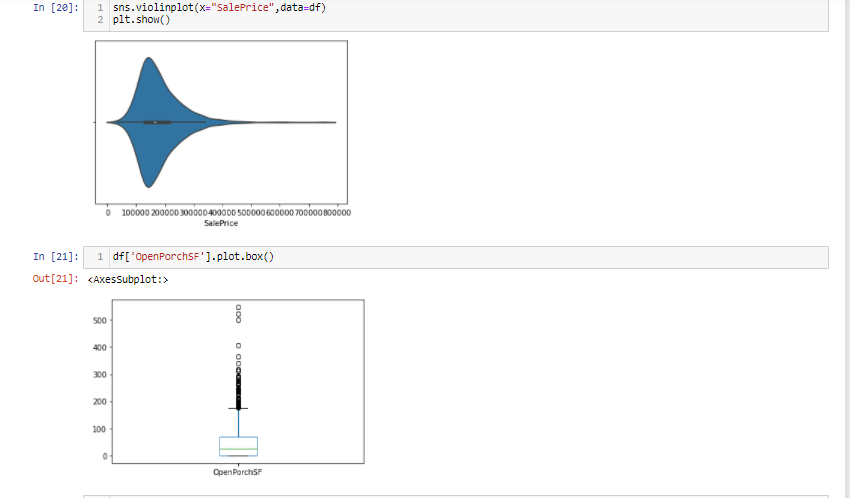 In [20]:
1 sns.violinplot(x="SalePrice",data=df)
2 plt.show()
0 100000 200000 300000 400000 500000 600000 700000 800000
SalePrice
In [21]:
1 df['OpenPorchSF'].plot.box()
Out[21]: <AxesSubplot:>
500
400
300
200
100
0
OpenPorchSF